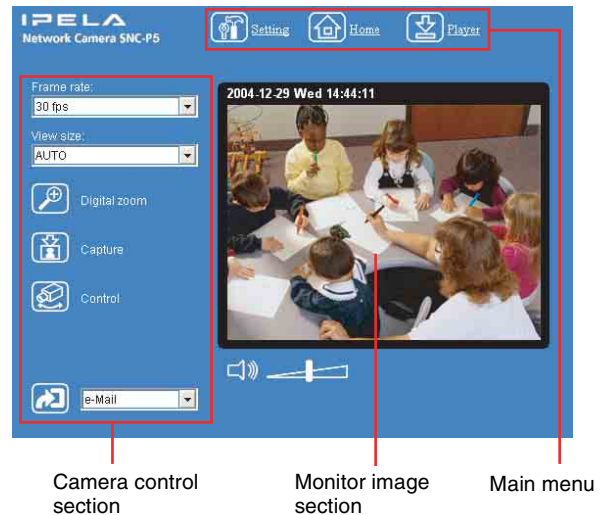 IPELA
Network Camera SNC-P5
Setting
Home
Player
Frame rate:
30 fps
View size:
AUTO
Digital zoom
Capture
Control
e-Mail
2004-12-29 Wed 14:44:11
Camera control
section
Monitor image
section
Main menu